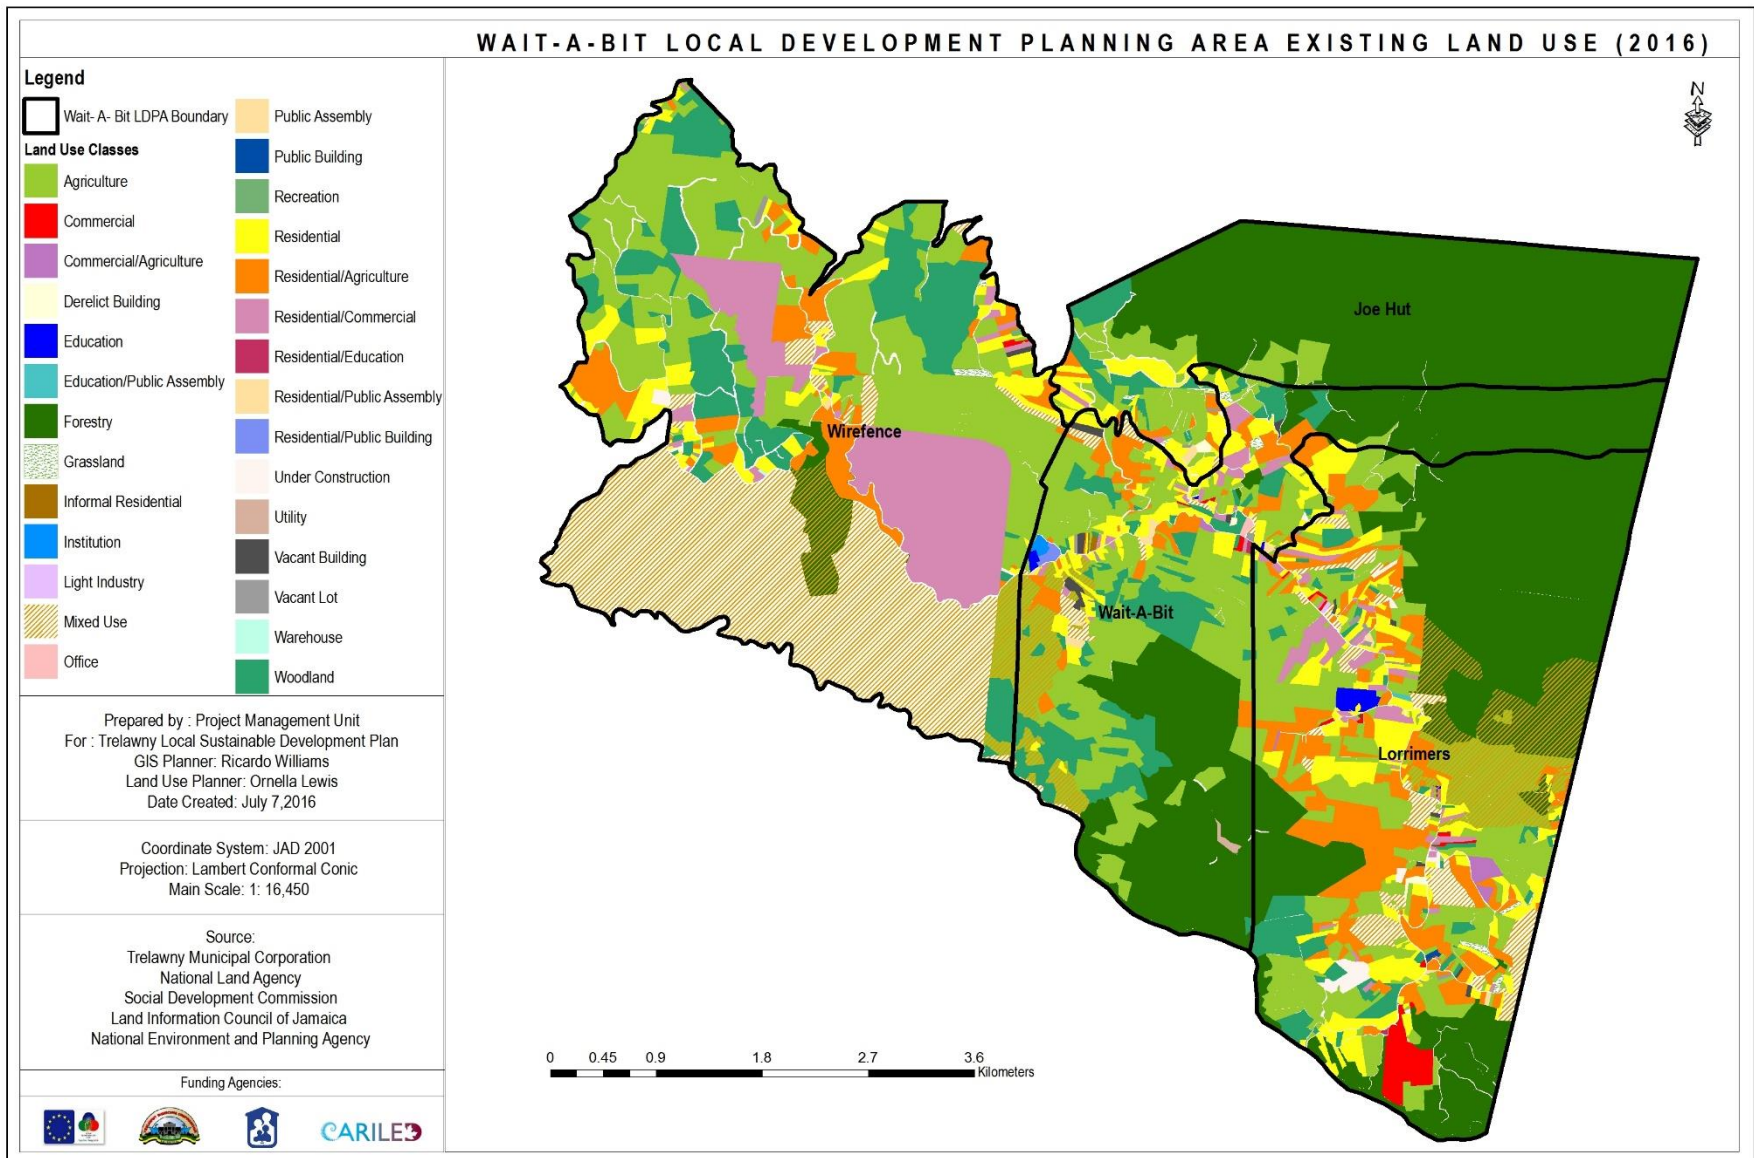 WAIT-A-BIT LOCAL DEVELOPMENT PLANNING AREA EXISTING LAND USE (2016)
Legend
Wait- A- Bit LDPA Boundary
Land Use Classes
Agriculture
Commercial
Commercial/Agriculture
Derelict Building
Education
Education/Public Assembly
Forestry
Grassland
Informal Residential
Institution
Light Industry
Mixed Use
Office
Public Assembly
Public Building
Recreation
Residential
Residential/Agriculture
Residential/Commercial
Residential/Education
Residential/Public Assembly
Residential/Public Building
Under Construction
Utility
Vacant Building
Vacant Lot
Warehouse
Woodland
Prepared by : Project Management Unit
For : Trelawny Local Sustainable Development Plan
GIS Planner: Ricardo Williams
Land Use Planner: Ornella Lewis
Date Created: July 7,2016
Coordinate System: JAD 2001
Projection: Lambert Conformal Conic
Main Scale: 1: 16,450
Source:
Trelawny Municipal Corporation
National Land Agency
Social Development Commission
Land Information Council of Jamaica
National Environment and Planning Agency
Funding Agencies:
CARILED
N
Joe Hut
Wirefence
Wait-A-Bit
Lorrimers
0 0.45 0.9 1.8 2.7 3.6
Kilometers